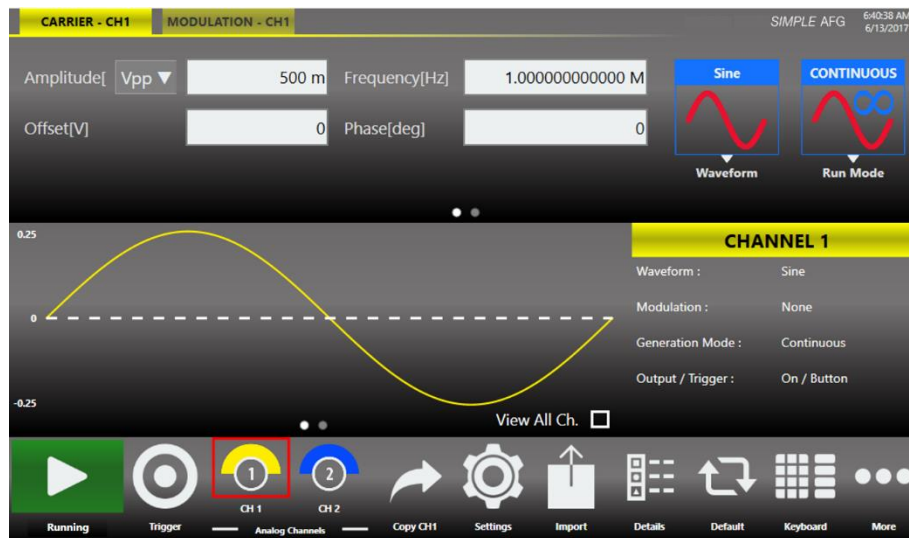 CARRIER - CH1 MODULATION - CH1 SIMPLE AFG 6:40:38 AM
6/13/2017
Amplitude[ Vpp ▼ 500 m Frequency[Hz] 1.000000000000 M Sine CONTINUOUS
Offset[V] 0 Phase[deg] 0
Waveform Run Mode
0.25 CHANNEL 1
Waveform : Sine
0 Modulation : None
Generation Mode : Continuous
Output / Trigger : On / Button
-0.25
View All Ch.
1 2
CH 1 CH 2
Running Trigger Analog Channels Copy CH1 Settings Import Details Default Keyboard More